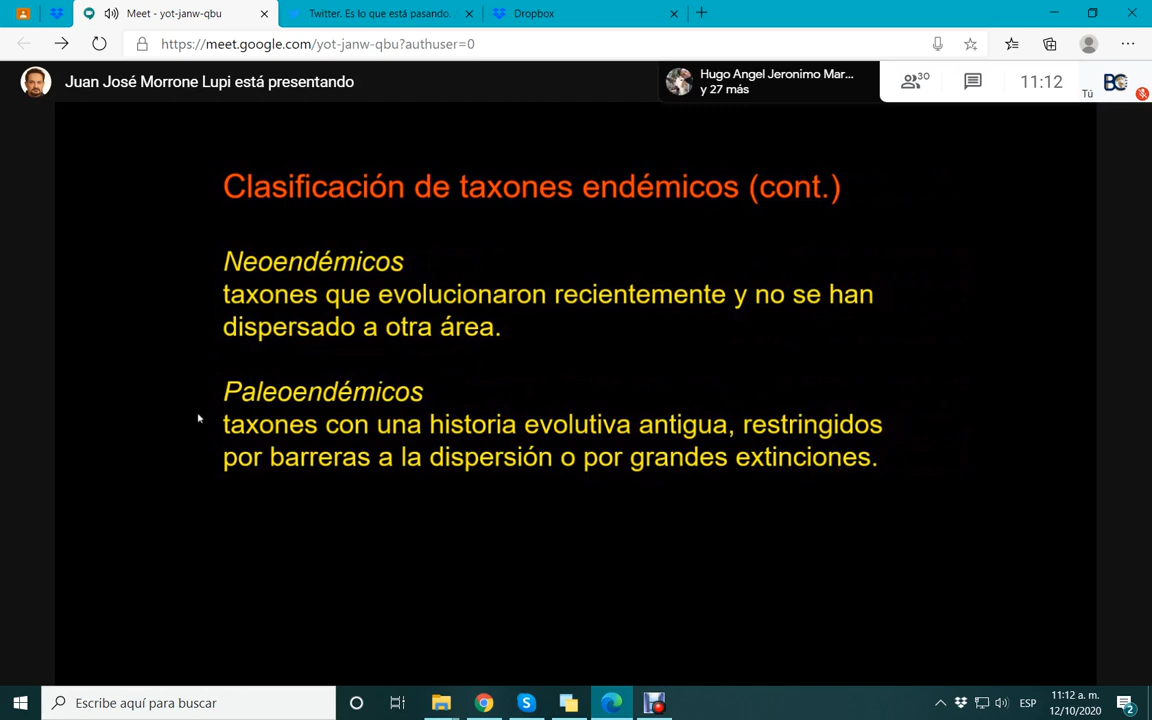 Meet - yot-janw-qbu
Twitter. Es lo que está pasando.
Dropbox
https://meet.google.com/yot-janw-qbu?authuser=0
Juan José Morrone Lupi está presentando
Hugo Angel Jeronimo Mar...
y 27 más
30
11:12
Tú
BC
Clasificación de taxones endémicos (cont.)
Neoendémicos
taxones que evolucionaron recientemente y no se han
dispersado a otra área.
Paleoendémicos
taxones con una historia evolutiva antigua, restringidos
por barreras a la dispersión o por grandes extinciones.
Escribe aquí para buscar
ESP
11:12 a. m.
12/10/2020
2